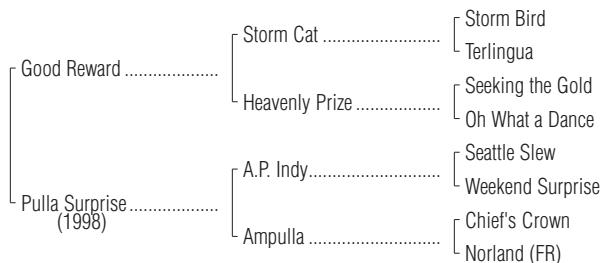 Storm Bird
Storm Cat ........................
Terlingua
Good Reward ....................
Seeking the Gold
Heavenly Prize ..................
Oh What a Dance
Seattle Slew
A.P. Indy............................
Weekend Surprise
Pulla Surprise ...................
(1998)
Chief's Crown
Ampulla ............................
Norland (FR)